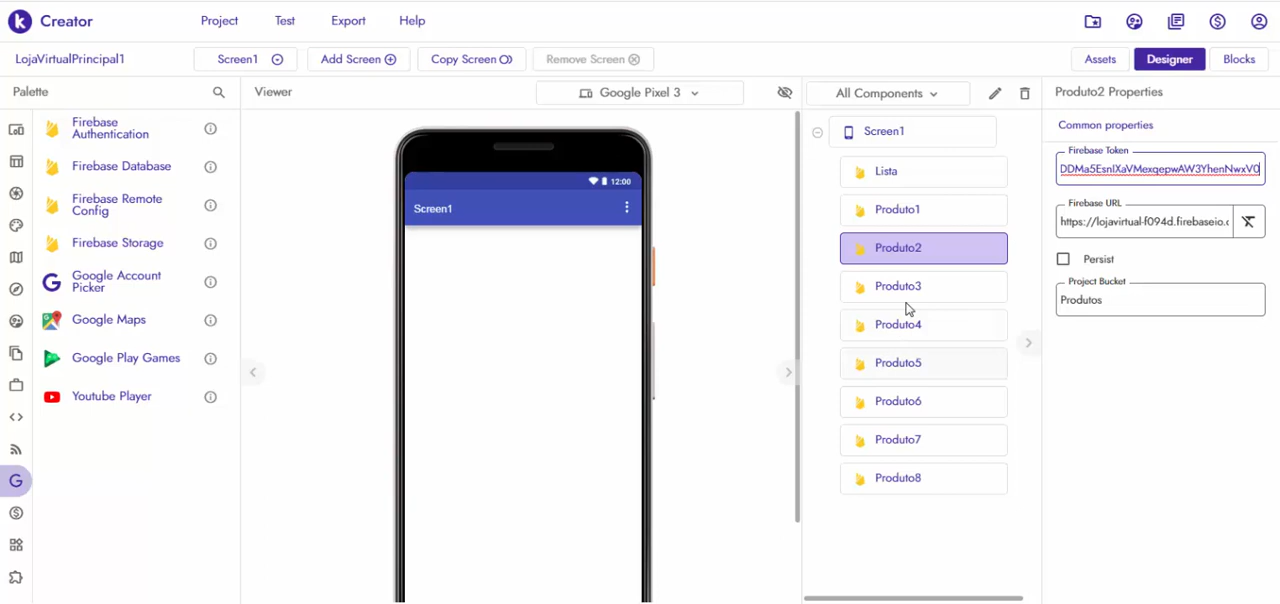 Creator
Project
Test
Export
Help
LojaVirtualPrincipal1
Screen1
Add Screen
Copy Screen
Remove Screen
Assets
Designer
Blocks
Palette
Viewer
Google Pixel 3
All Components
Produto2 Properties
Firebase
Authentication
Firebase Database
Firebase Remote
Config
Firebase Storage
Google Account
Picker
Google Maps
Google Play Games
Youtube Player
12:00
Screen1
Screen1
Lista
Produto1
Produto2
Produto3
Produto4
Produto5
Produto6
Produto7
Produto8
Common properties
Firebase Token
DDMa5EsnIXaVMexqepwAW3YhenNwxV0
Firebase URL
https://lojavirtual-f094d.firebaseio.c
Persist
Project Bucket
Produtos